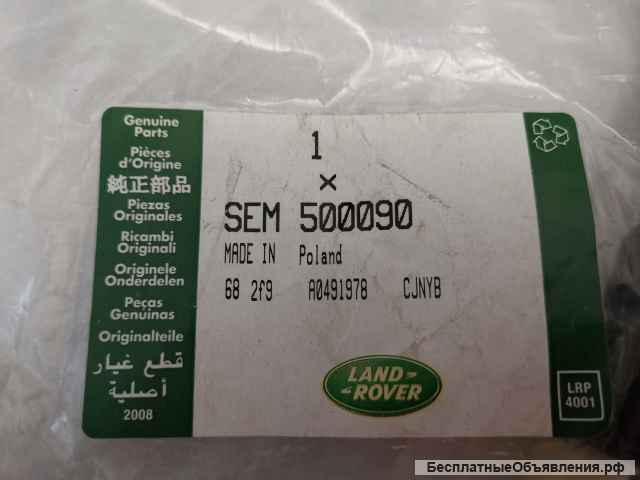 Genuine
Parts
Pièces
d'Origine
純正部品
Piezas
Originales
Ricambi
Originali
Originele
Onderdelen
Peças
Genuinas
Originalteile
قطع غيار
أصلية
2008
1
×
SEM 500090
MADE IN Poland
68 2f9 A0491978 CJNYB
LAND
ROVER
LRP
4001
БесплатныеОбъявления.рф